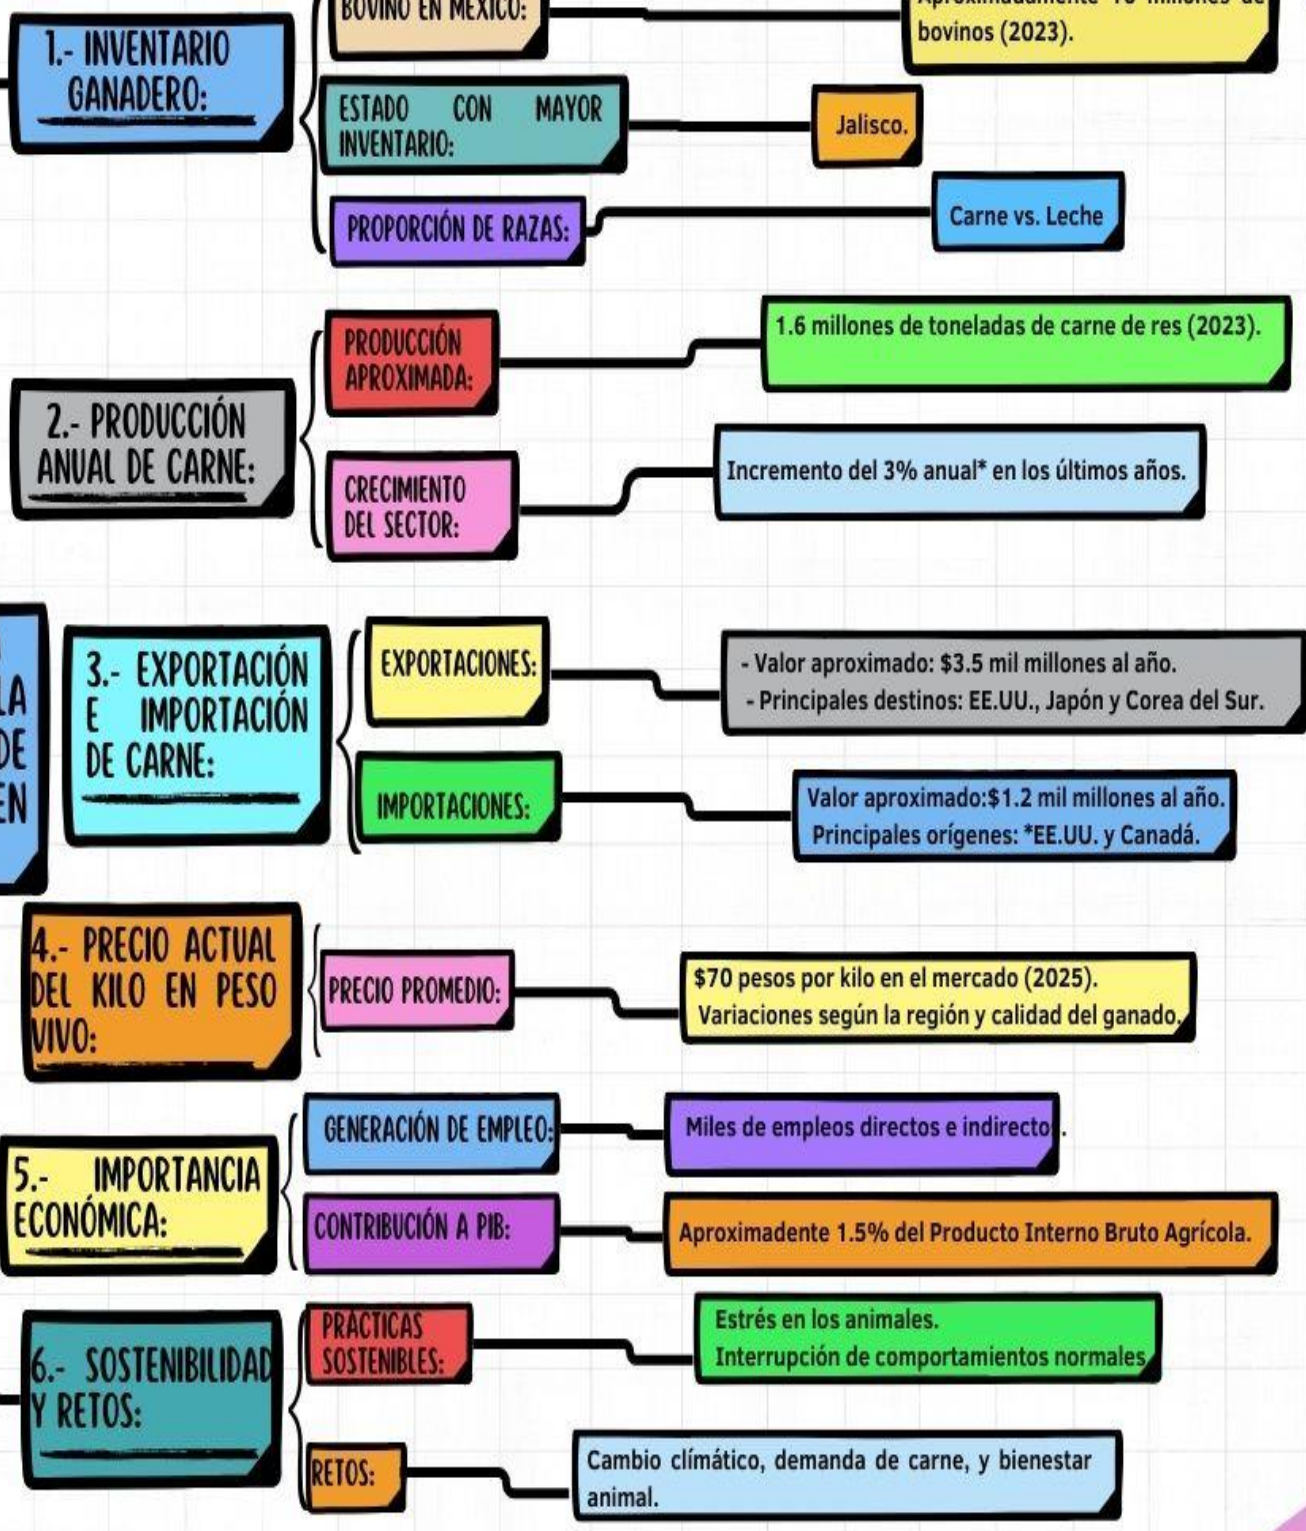 1.- INVENTARIO
GANADERO:
BOVINO EN MÉXICO:
bovinos (2023).
ESTADO CON MAYOR
INVENTARIO:
Jalisco.
PROPORCIÓN DE RAZAS:
Carne vs. Leche
2.- PRODUCCIÓN
ANUAL DE CARNE:
PRODUCCIÓN
APROXIMADA:
1.6 millones de toneladas de carne de res (2023).
CRECIMIENTO
DEL SECTOR:
Incremento del 3% anual* en los últimos años.
LA
DE
EN
3.- EXPORTACIÓN
E IMPORTACIÓN
DE CARNE:
EXPORTACIONES:
- Valor aproximado: $3.5 mil millones al año.
- Principales destinos: EE.UU., Japón y Corea del Sur.
IMPORTACIONES:
Valor aproximado:$1.2 mil millones al año.
Principales orígenes: *EE.UU. y Canadá.
4.- PRECIO ACTUAL
DEL KILO EN PESO
VIVO:
PRECIO PROMEDIO:
$70 pesos por kilo en el mercado (2025).
Variaciones según la región y calidad del ganado.
5.- IMPORTANCIA
ECONÓMICA:
GENERACIÓN DE EMPLEO:
Miles de empleos directos e indirectos.
CONTRIBUCIÓN A PIB:
Aproximadente 1.5% del Producto Interno Bruto Agrícola.
6.- SOSTENIBILIDAD
Y RETOS:
PRÁCTICAS
SOSTENIBLES:
Estrés en los animales.
Interrupción de comportamientos normales
RETOS:
Cambio clímático, demanda de carne, y bienestar
animal.